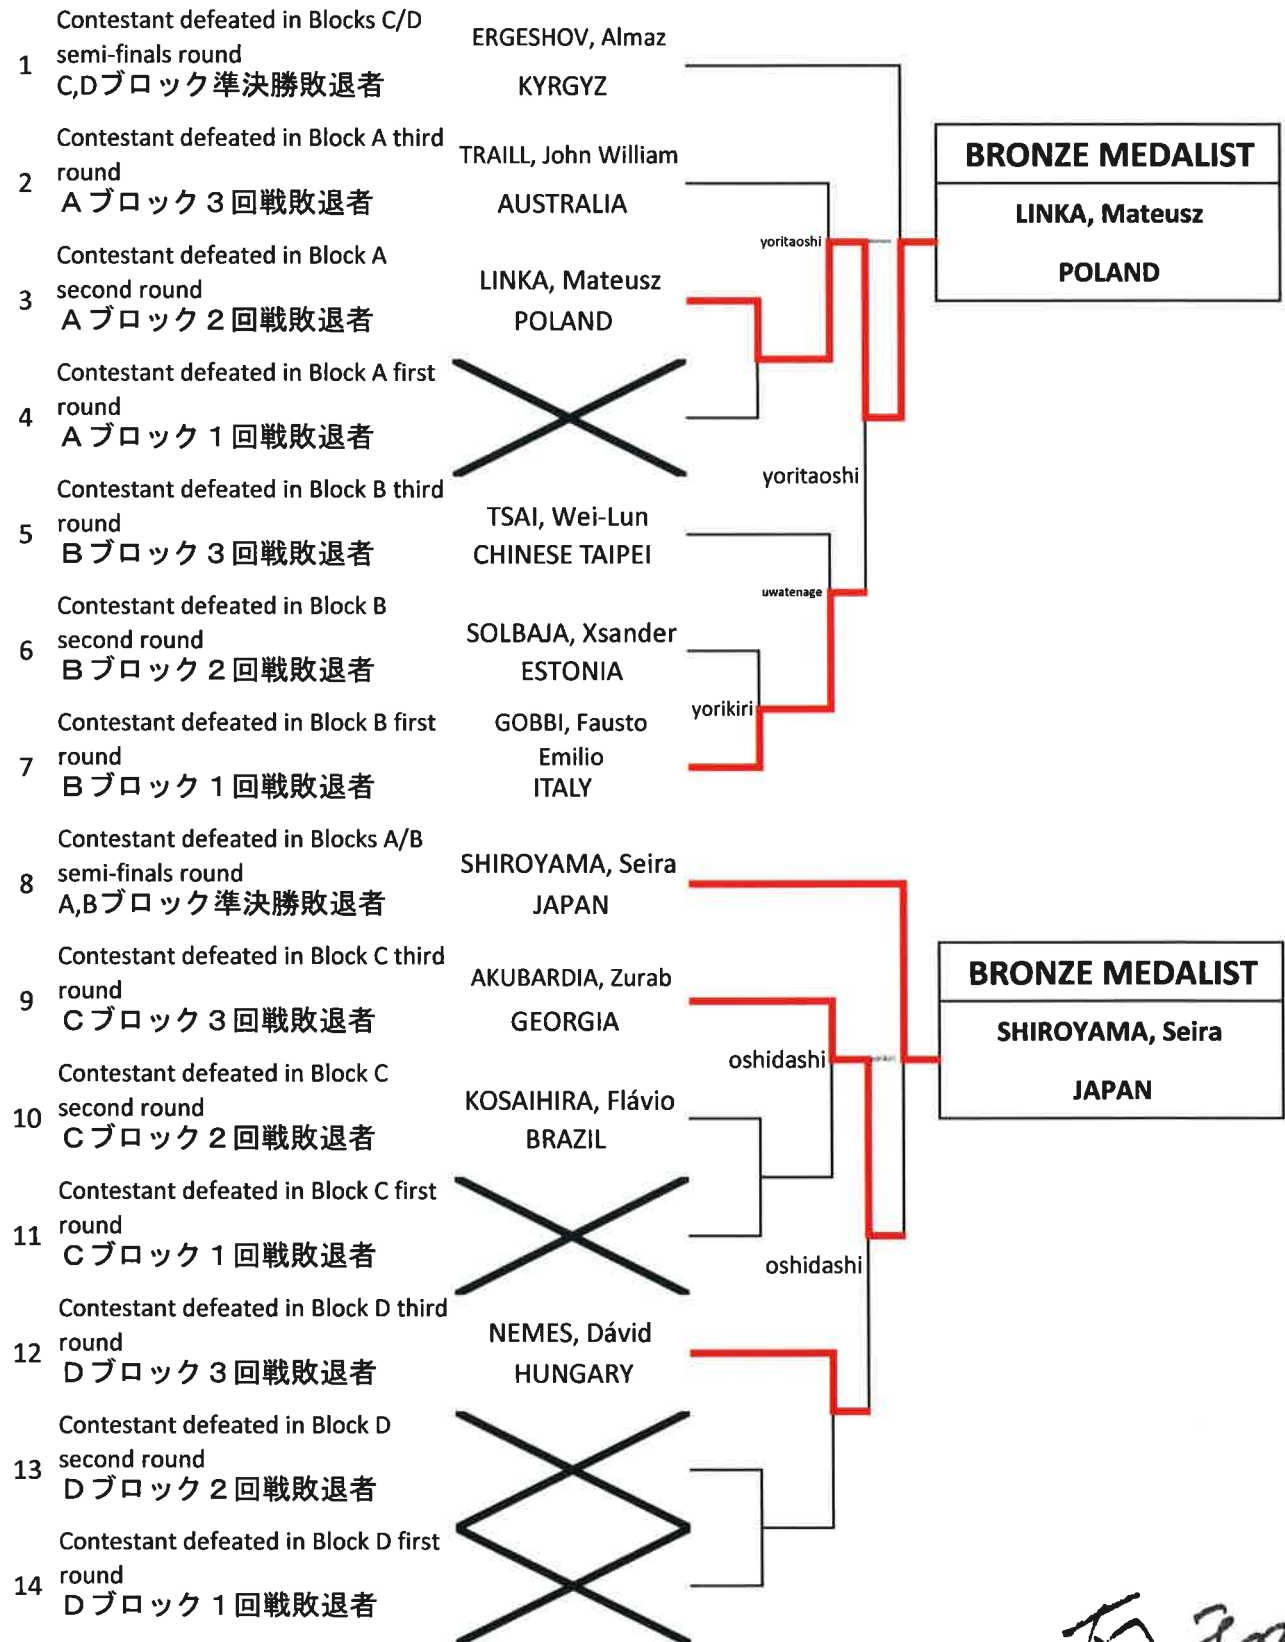 Contestant defeated in Blocks C/D
1 semi-finals round
C,Dブロック準決勝敗退者
ERGESHOV, Almaz
KYRGYZ
Contestant defeated in Block A third
2 round
Aブロック3回戦敗退者
TRAILL, John William
AUSTRALIA
Contestant defeated in Block A
3 second round
Aブロック2回戦敗退者
LINKA, Mateusz
POLAND
Contestant defeated in Block A first
4 round
Aブロック1回戦敗退者
Contestant defeated in Block B third
5 round
Bブロック3回戦敗退者
TSAI, Wei-Lun
CHINESE TAIPEI
Contestant defeated in Block B
6 second round
Bブロック2回戦敗退者
SOLBAJA, Xsander
ESTONIA
Contestant defeated in Block B first
7 round
Bブロック1回戦敗退者
GOBBI, Fausto
Emilio
ITALY
yoritaoshi
yoritaoshi
uwatenage
yorikiri
BRONZE MEDALIST
LINKA, Mateusz
POLAND
Contestant defeated in Blocks A/B
8 semi-finals round
A,Bブロック準決勝敗退者
SHIROYAMA, Seira
JAPAN
Contestant defeated in Block C third
9 round
Cブロック3回戦敗退者
AKUBARDIA, Zurab
GEORGIA
Contestant defeated in Block C
10 second round
Cブロック2回戦敗退者
KOSAIHIRA, Flávio
BRAZIL
Contestant defeated in Block C first
11 round
Cブロック1回戦敗退者
Contestant defeated in Block D third
12 round
Dブロック3回戦敗退者
NEMES, Dávid
HUNGARY
Contestant defeated in Block D
13 second round
Dブロック2回戦敗退者
Contestant defeated in Block D first
14 round
Dブロック1回戦敗退者
oshidashi
oshidashi
BRONZE MEDALIST
SHIROYAMA, Seira
JAPAN